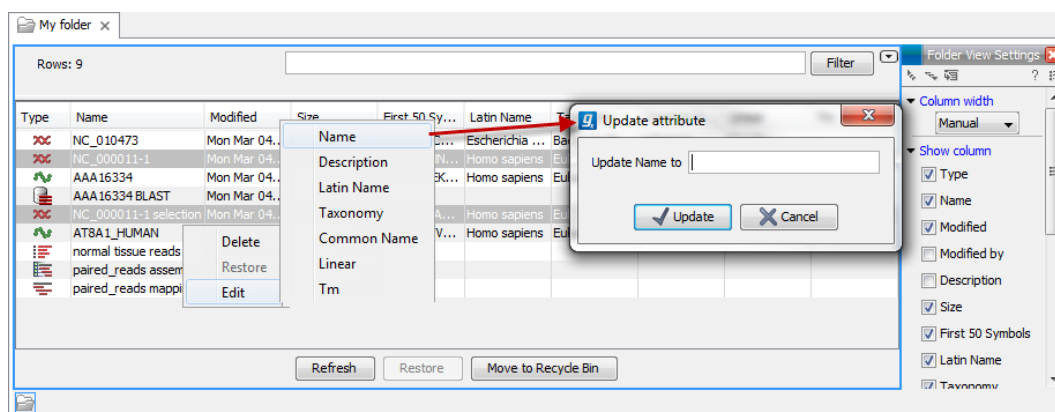 My folder
Rows: 9
Filter
Folder View Settings
Type Name Modified Size First 50 Sy... Latin Name
NC_010473 Mon Mar 04.. Escherichia ...
NC_000011-1 Mon Mar 04.. Homo sapiens
AAA16334 Mon Mar 04.. Homo sapiens
AAA16334 BLAST Mon Mar 04..
NC_000011-1 selection Mon Mar 04.. Homo sapiens
AT8A1_HUMAN Homo sapiens
normal tissue reads
paired_reads assem
paired_reads mappi
Delete
Restore
Edit
Name
Description
Latin Name
Taxonomy
Common Name
Linear
Tm
Update attribute
Update Name to
Update Cancel
Refresh Restore Move to Recycle Bin
?
Column width
Manual
Show column
Type
Name
Modified
Modified by
Description
Size
First 50 Symbols
Latin Name
Taxonomy